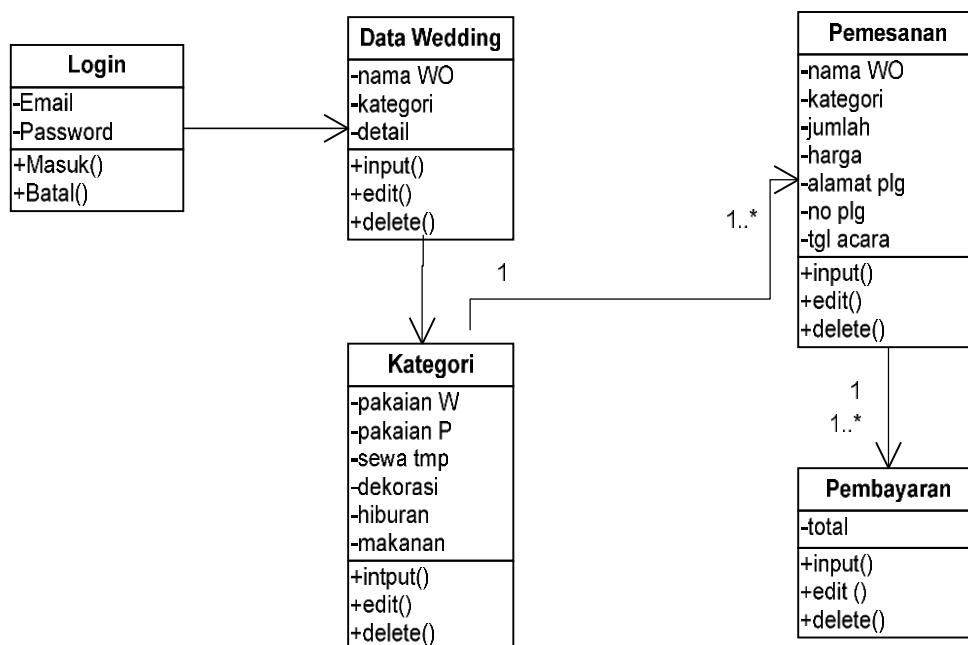 Login
-Email
-Password
+Masuk()
+Batal()
Data Wedding
-nama WO
-kategori
-detail
+input()
+edit()
+delete()
1
Kategori
-pakaian W
-pakaian P
-sewa tmp
-dekorasi
-hiburan
-makanan
+intput()
+edit()
+delete()
1..*
Pemesanan
-nama WO
-kategori
-jumlah
-harga
-alamat plg
-no plg
-tgl acara
+input()
+edit()
+delete()
1
1..*
Pembayaran
-total
+input()
+edit ()
+delete()